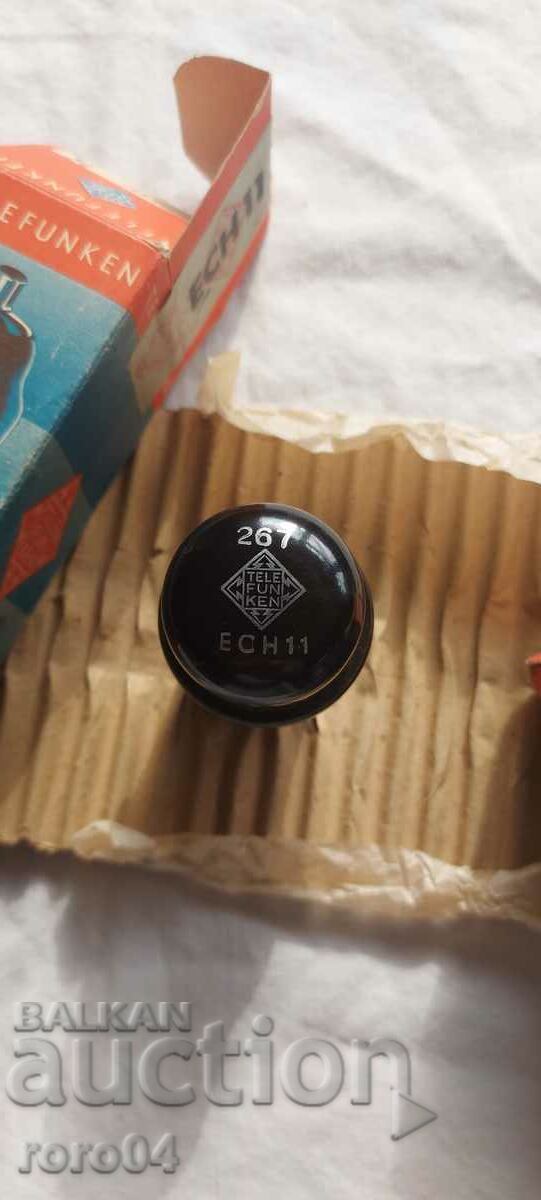 ECH11
EFUNKEN
267
TELE
FUN
KEN
ECH11
BALKAN
auction
roro04